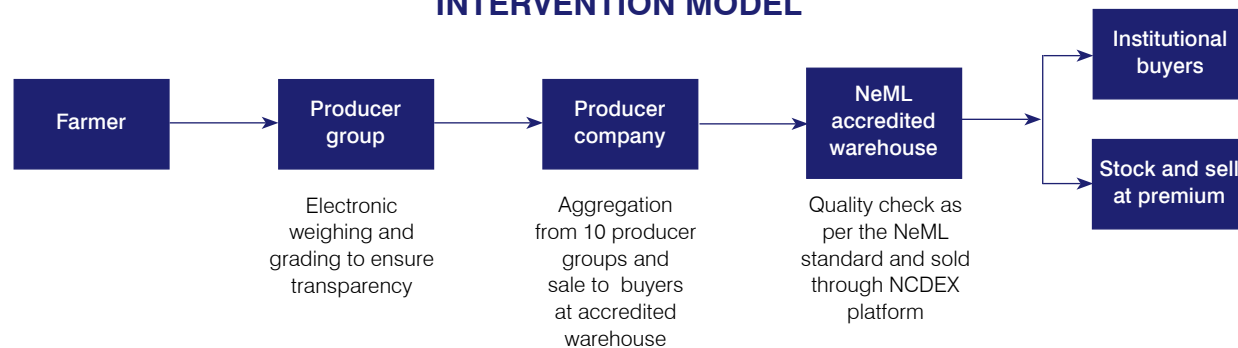 INTERVENTION MODEL
Farmer
Producer
group
Electronic
weighing and
grading to ensure
transparency
Producer
company
Aggregation
from 10 producer
groups and
sale to buyers
at accredited
warehouse
NeML
accredited
warehouse
Quality check as
per the NeML
standard and sold
through NCDEX
platform
Institutional
buyers
Stock and sell
at premium